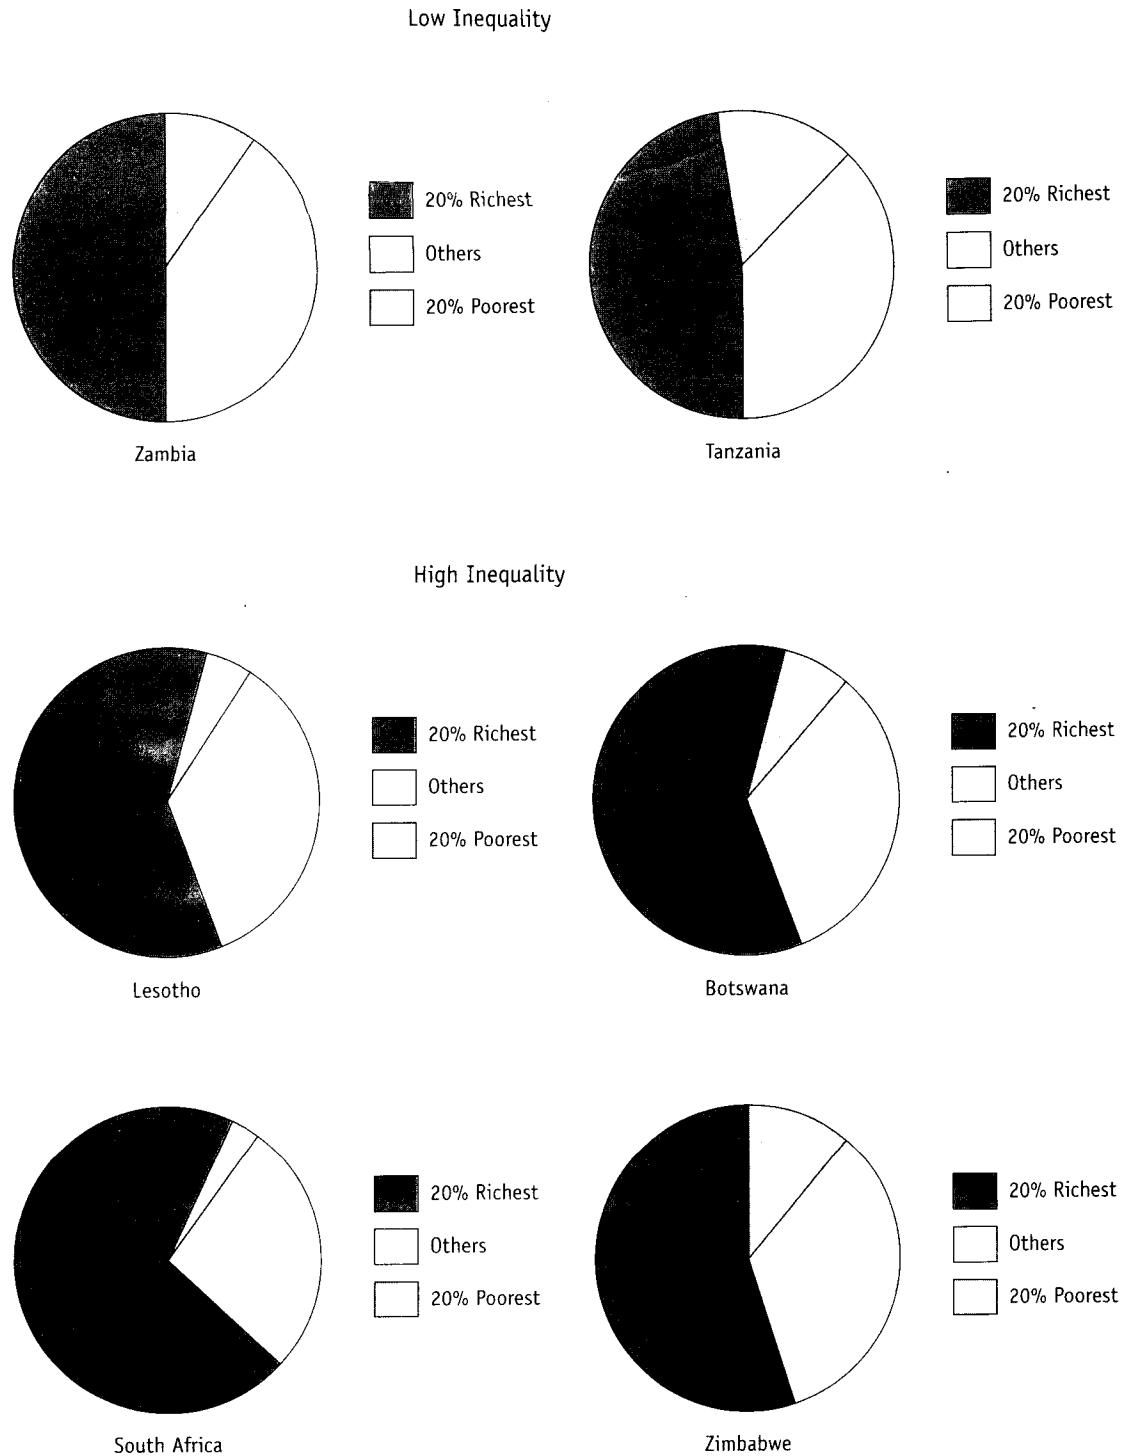 Low Inequality
20% Richest
Others
20% Poorest
Zambia
20% Richest
Others
20% Poorest
Tanzania
High Inequality
20% Richest
Others
20% Poorest
Lesotho
20% Richest
Others
20% Poorest
Botswana
20% Richest
Others
20% Poorest
South Africa
20% Richest
Others
20% Poorest
Zimbabwe